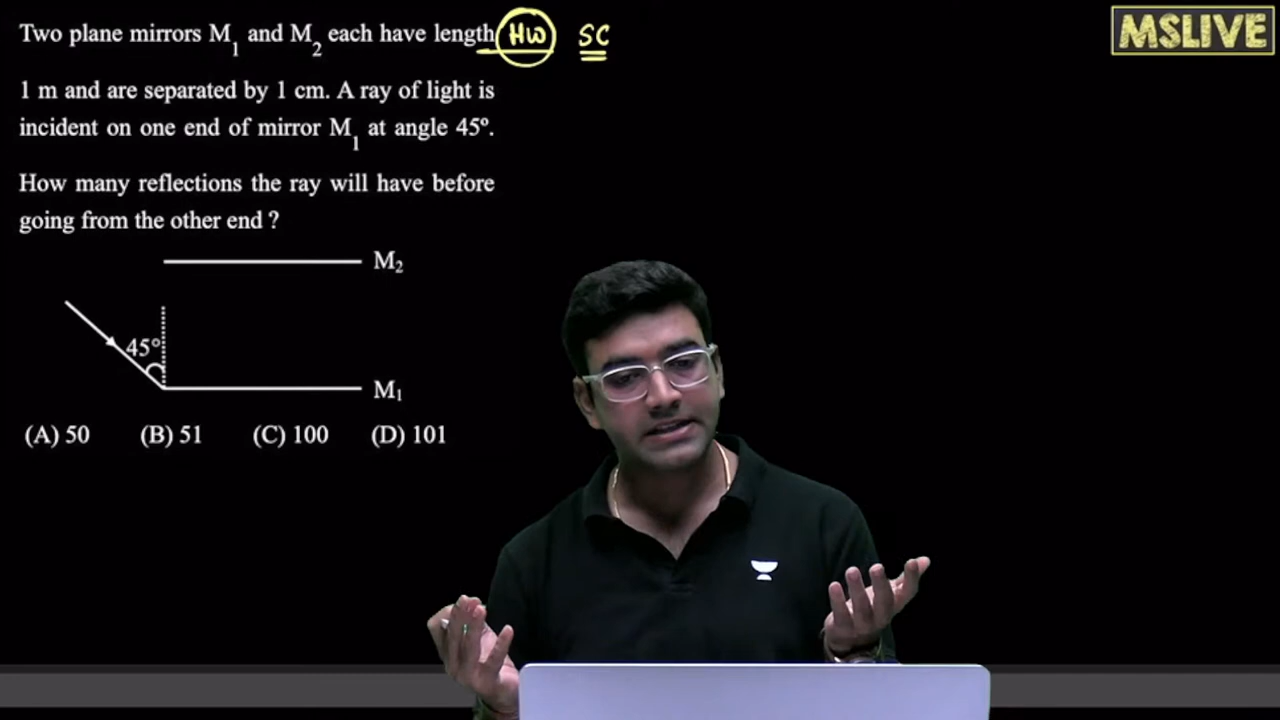 Two plane mirrors M₁ and M₂ each have length HW SC
MSLIVE
1 m and are separated by 1 cm. A ray of light is
incident on one end of mirror M₁ at angle 45º.
How many reflections the ray will have before
going from the other end ?
M₂
45°
M₁
(A) 50 (B) 51 (C) 100 (D) 101